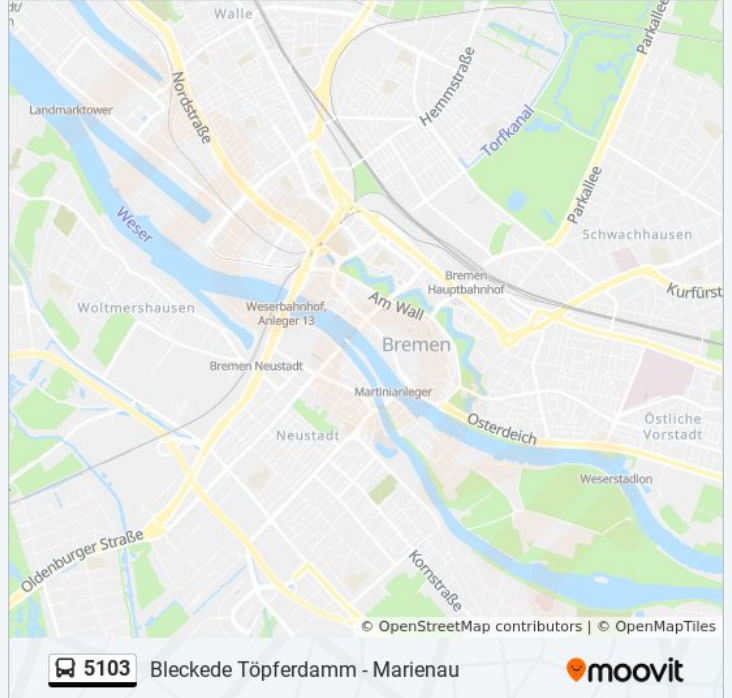 Walle
Parkallee
Hemmstraße
Nordstraße
Landmarktower
Torfkanal
Parkallee
Weser
Schwachhausen
Bremen
Hauptbahnhof
Kurfürst
Woltmershausen
Weserbahnhof,
Anleger 13
Am Wall
Bremen
Bremen Neustadt
Martinianleger
Osterdeich
Östliche
Vorstadt
Neustadt
Weserstadion
Oldenburger Straße
Kornstraße
© OpenStreetMap contributors | © OpenMapTiles
5103 Bleckede Töpferdamm - Marienau
moovit